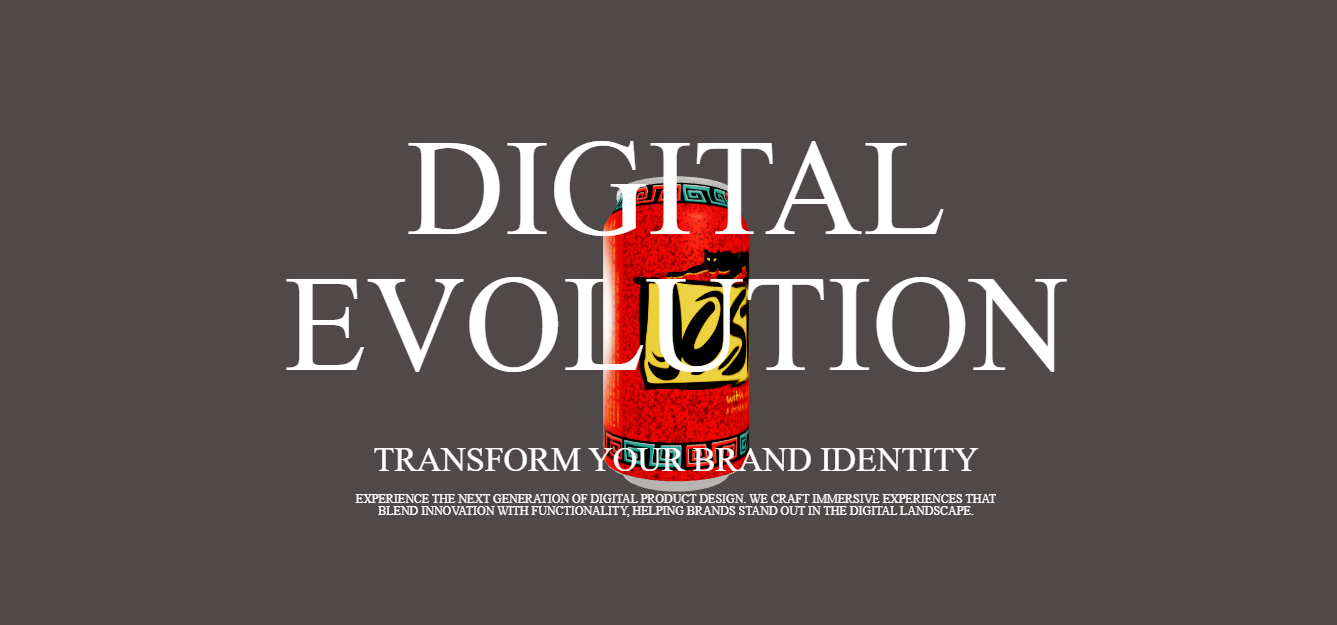 DIGITAL
EVOLUTION
with
TRANSFORM YOUR BRAND IDENTITY
EXPERIENCE THE NEXT GENERATION OF DIGITAL PRODUCT DESIGN. WE CRAFT IMMERSIVE EXPERIENCES THAT
BLEND INNOVATION WITH FUNCTIONALITY, HELPING BRANDS STAND OUT IN THE DIGITAL LANDSCAPE.